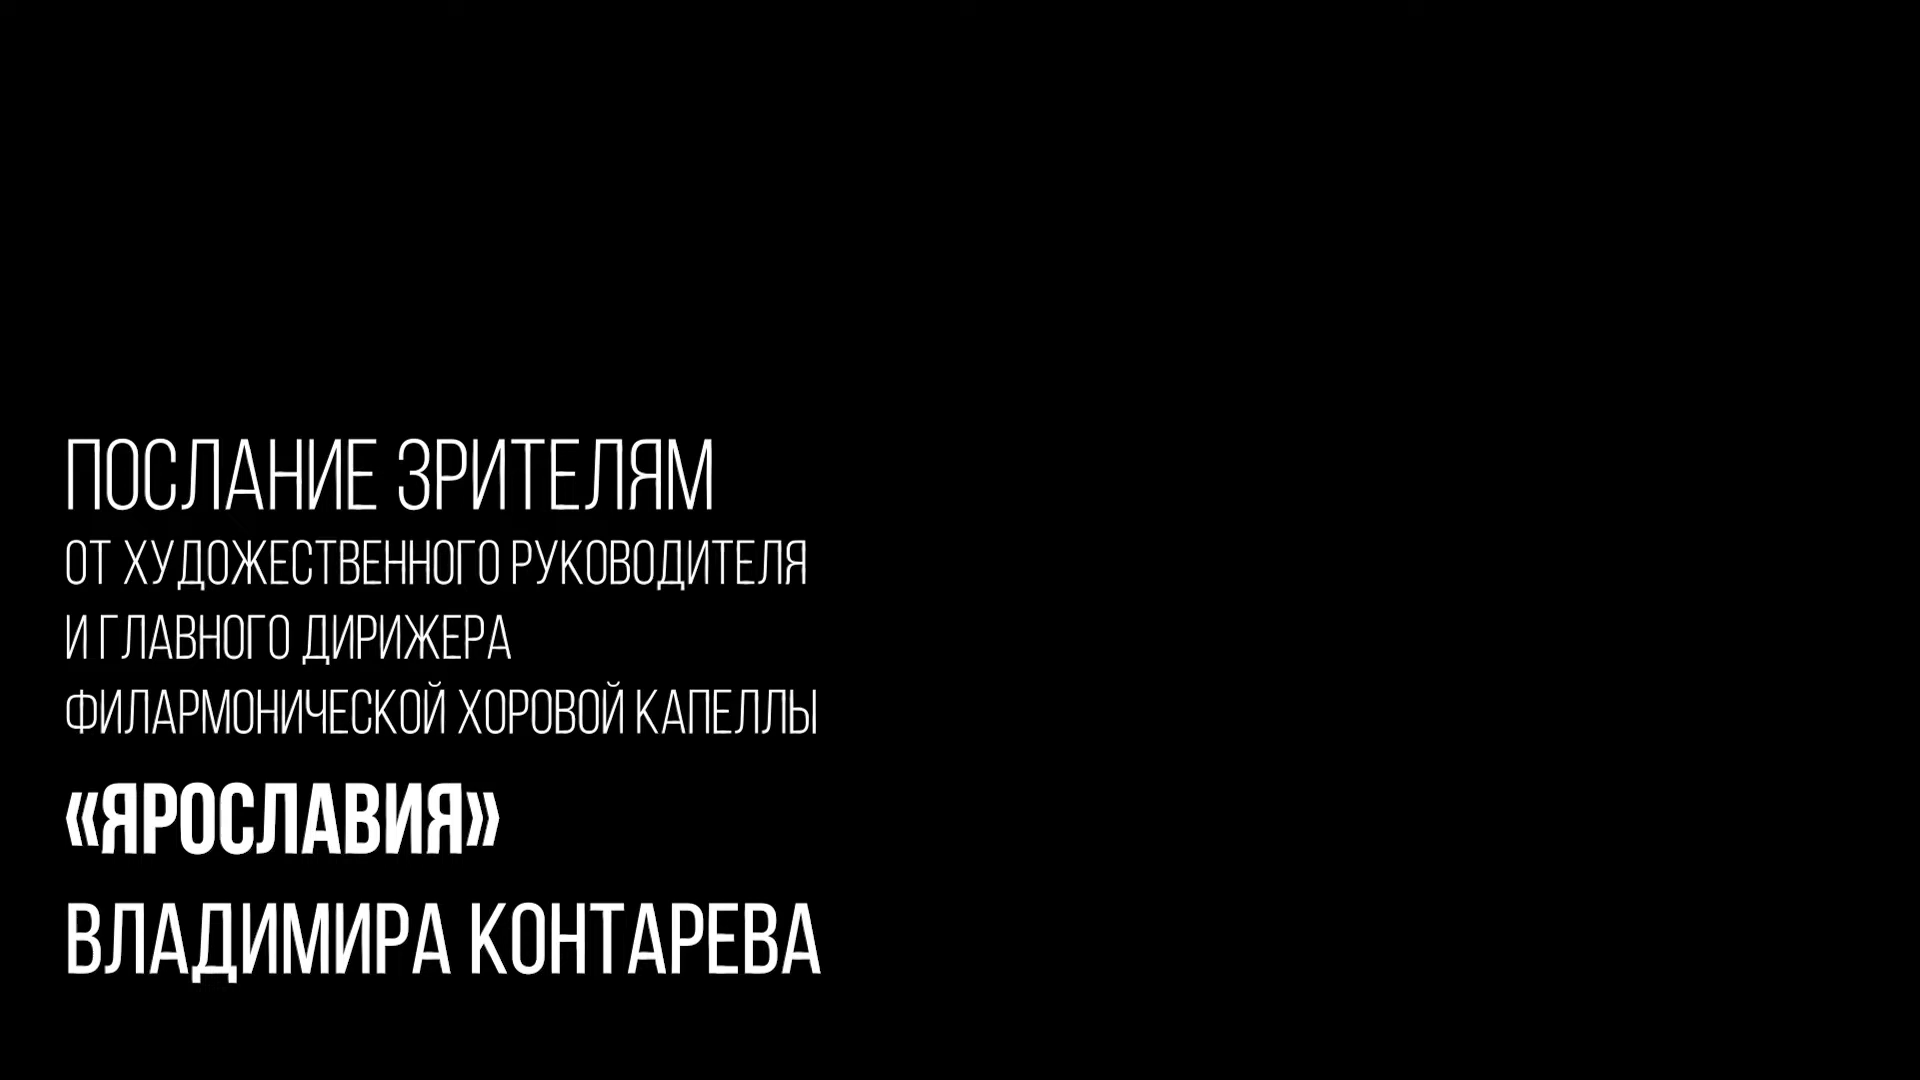 ПОСЛАНИЕ ЗРИТЕЛЯМ
ОТ ХУДОЖЕСТВЕННОГО РУКОВОДИТЕЛЯ
И ГЛАВНОГО ДИРИЖЕРА
ФИЛАРМОНИЧЕСКОЙ ХОРОВОЙ КАПЕЛЛЫ
«ЯРОСЛАВИЯ»
ВЛАДИМИРА КОНТАРЕВА